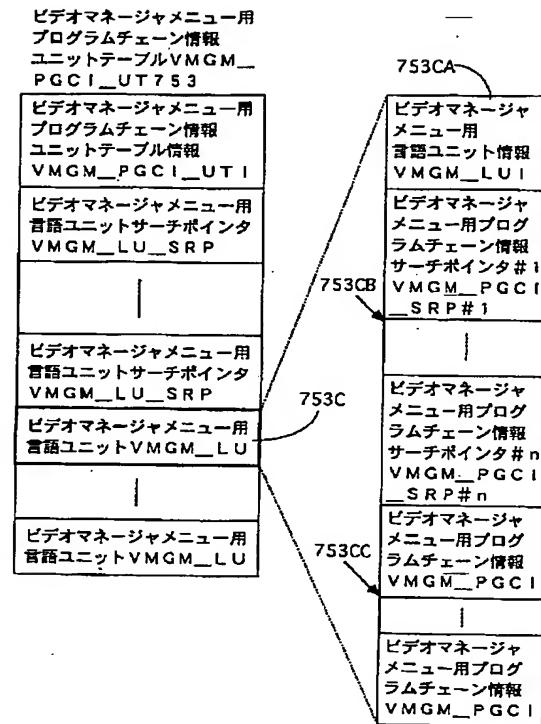 ビデオマネージャメニュー用
プログラムチェーン情報
ユニットテーブルVMGM__
PGCI__UT753
ビデオマネージャメニュー用
プログラムチェーン情報
ユニットテーブル情報
VMGM__PGCI__UTI
ビデオマネージャメニュー用
言語ユニットサーチポインタ
VMGM__LU__SRP
ビデオマネージャメニュー用
言語ユニットサーチポインタ
VMGM__LU__SRP
ビデオマネージャメニュー用
言語ユニットVMGM__LU
ビデオマネージャメニュー用
言語ユニットVMGM__LU
753C
753CA
ビデオマネージャ
メニュー用
言語ユニット情報
VMGM__LUI
ビデオマネージャ
メニュー用プログ
ラムチェーン情報
サーチポインタ#1
VMGM__PGCI
__SRP#1
753CB
ビデオマネージャ
メニュー用プログ
ラムチェーン情報
サーチポインタ#n
VMGM__PGCI
__SRP#n
ビデオマネージャ
メニュー用プログ
ラムチェーン情報
VMGM__PGCI
753CC
ビデオマネージャ
メニュー用プログ
ラムチェーン情報
VMGM__PGCI